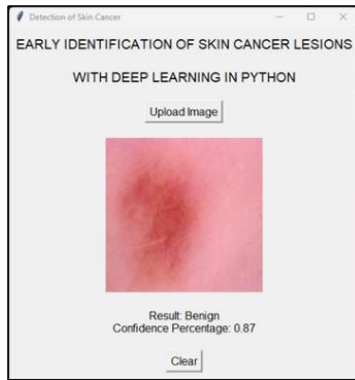 Detection of Skin Cancer
EARLY IDENTIFICATION OF SKIN CANCER LESIONS
WITH DEEP LEARNING IN PYTHON
Upload Image
Result: Benign
Confidence Percentage: 0.87
Clear